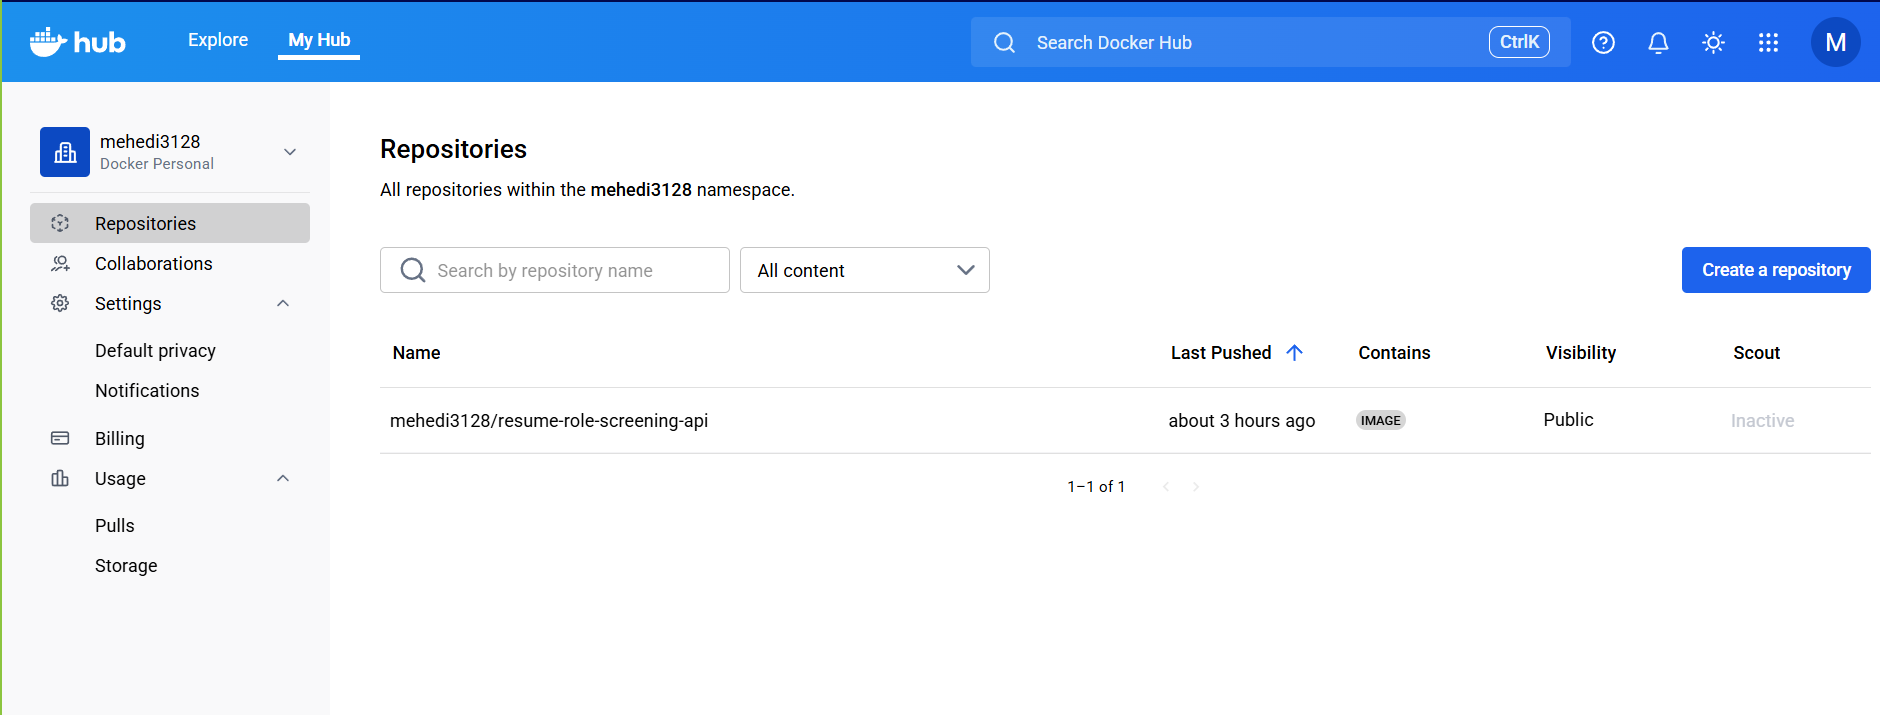 hub Explore My Hub Search Docker Hub CtrlK M
mehedi3128
Docker Personal
Repositories
Collaborations
Settings
Default privacy
Notifications
Billing
Usage
Pulls
Storage
Repositories
All repositories within the mehedi3128 namespace.
Search by repository name All content Create a repository
Name Last Pushed Contains Visibility Scout
mehedi3128/resume-role-screening-api about 3 hours ago IMAGE Public Inactive
1–1 of 1